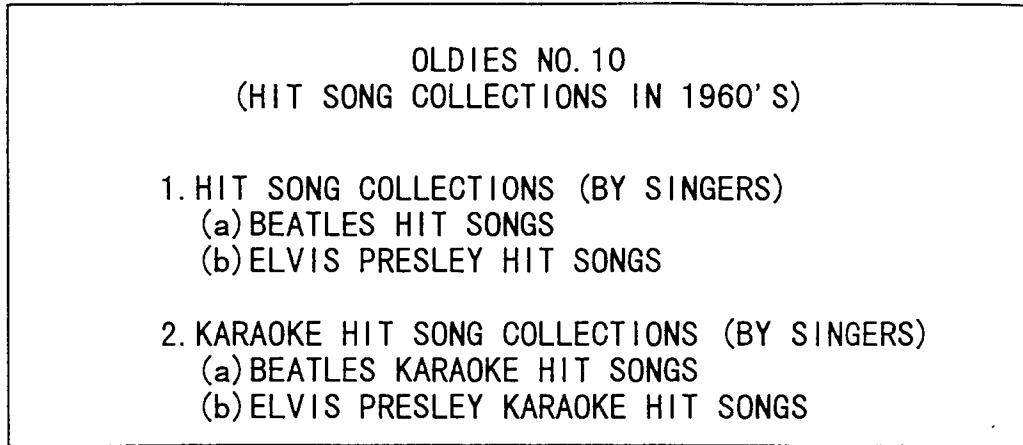 OLDIES NO.10
(HIT SONG COLLECTIONS IN 1960'S)
1. HIT SONG COLLECTIONS (BY SINGERS)
(a) BEATLES HIT SONGS
(b) ELVIS PRESLEY HIT SONGS
2. KARAOKE HIT SONG COLLECTIONS (BY SINGERS)
(a) BEATLES KARAOKE HIT SONGS
(b) ELVIS PRESLEY KARAOKE HIT SONGS